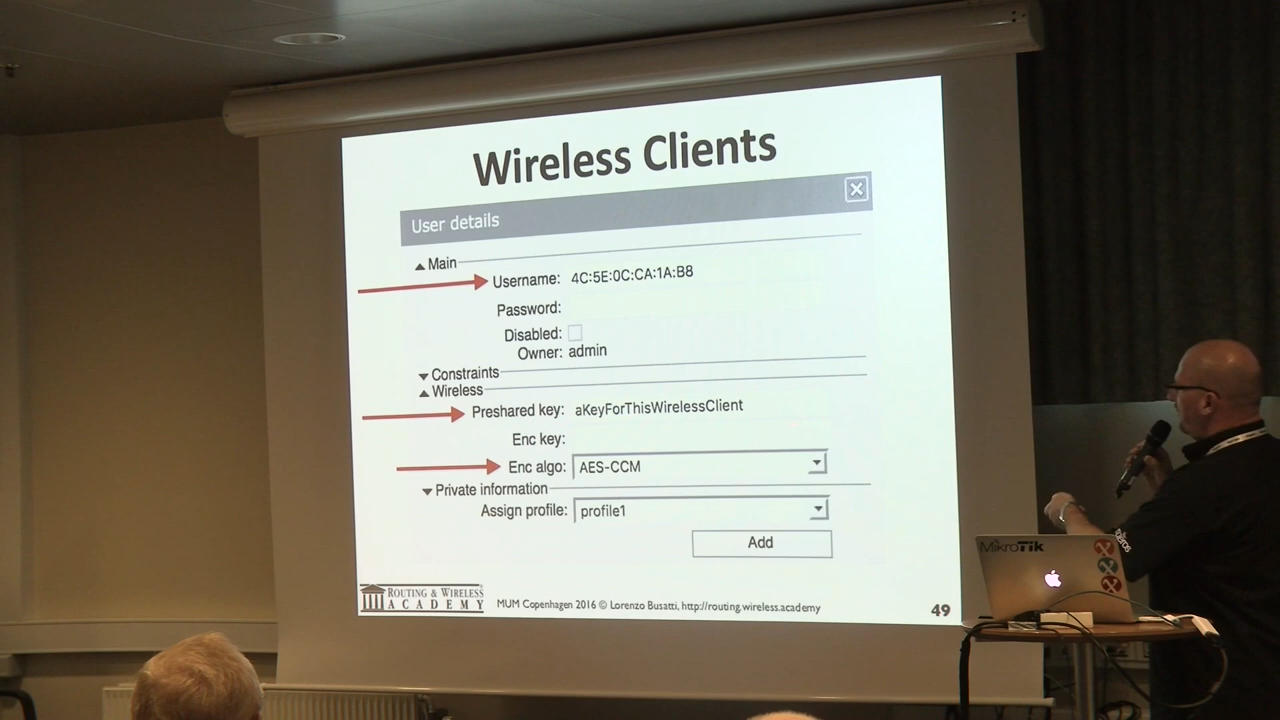 Wireless Clients
User details
Main
Username: 4C:5E:0C:CA:1A:B8
Password:
Disabled:
Owner: admin
Constraints
Wireless
Preshared key: aKeyForThisWirelessClient
Enc key:
Enc algo: AES-CCM
Private information
Assign profile: profile1
Add
ROUTING & WIRELESS
ACADEMY
MUM Copenhagen 2016 © Lorenzo Busatti, http://routing.wireless.academy
49
MikroTik